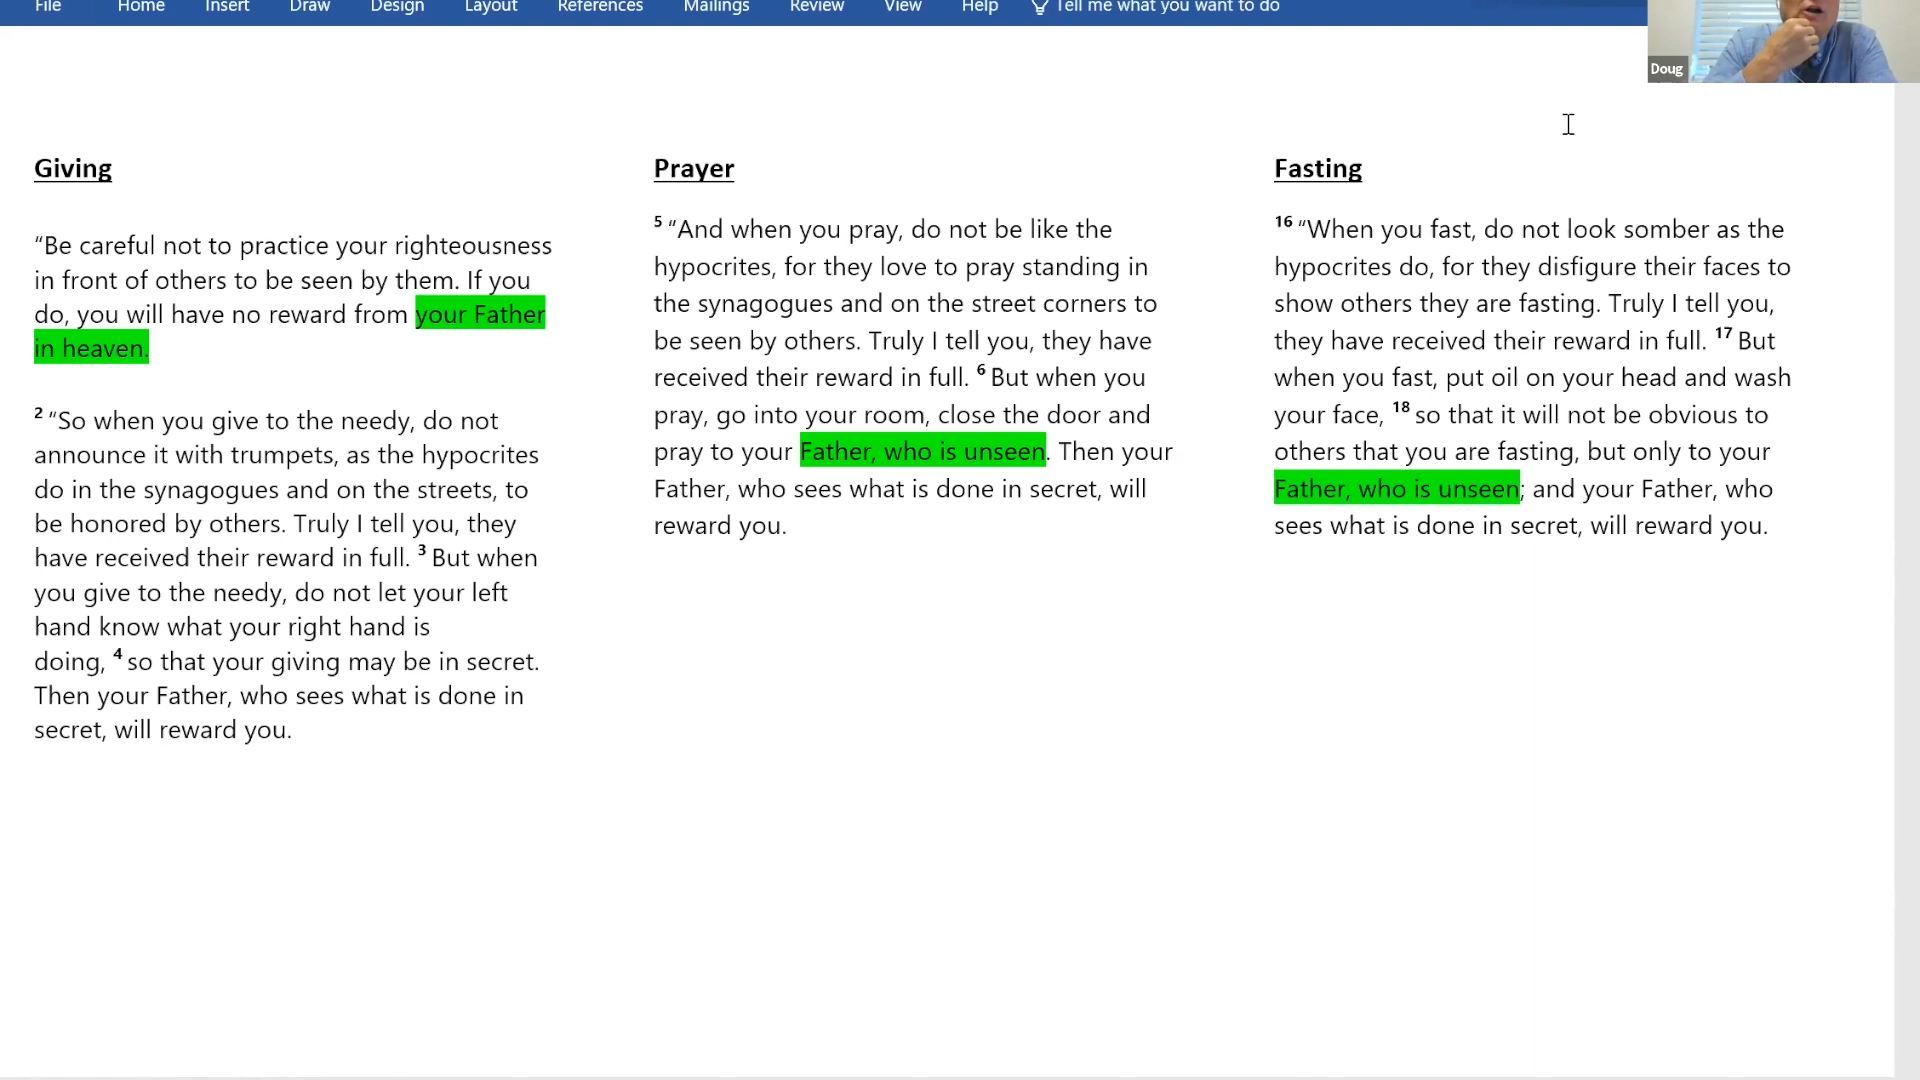 File Home Insert Draw Design Layout References Mailings Review View Help Tell me what you want to do
Doug
Giving
“Be careful not to practice your righteousness
in front of others to be seen by them. If you
do, you will have no reward from your Father
in heaven.
2 “So when you give to the needy, do not
announce it with trumpets, as the hypocrites
do in the synagogues and on the streets, to
be honored by others. Truly I tell you, they
have received their reward in full. 3 But when
you give to the needy, do not let your left
hand know what your right hand is
doing, 4 so that your giving may be in secret.
Then your Father, who sees what is done in
secret, will reward you.
Prayer
5 “And when you pray, do not be like the
hypocrites, for they love to pray standing in
the synagogues and on the street corners to
be seen by others. Truly I tell you, they have
received their reward in full. 6 But when you
pray, go into your room, close the door and
pray to your Father, who is unseen. Then your
Father, who sees what is done in secret, will
reward you.
Fasting
16 “When you fast, do not look somber as the
hypocrites do, for they disfigure their faces to
show others they are fasting. Truly I tell you,
they have received their reward in full. 17 But
when you fast, put oil on your head and wash
your face, 18 so that it will not be obvious to
others that you are fasting, but only to your
Father, who is unseen; and your Father, who
sees what is done in secret, will reward you.